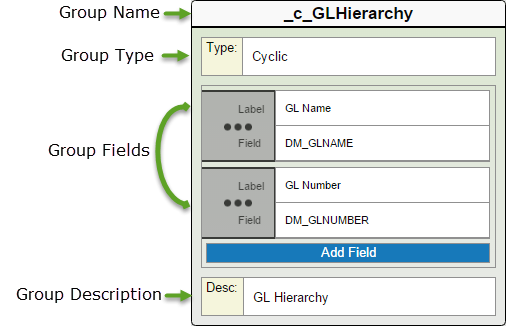 Group Name
_c_GLHierarchy
Group Type
Type:
Cyclic
Group Fields
Label
GL Name
Field
DM_GLNAME
Label
GL Number
Field
DM_GLNUMBER
Add Field
Group Description
Desc:
GL Hierarchy